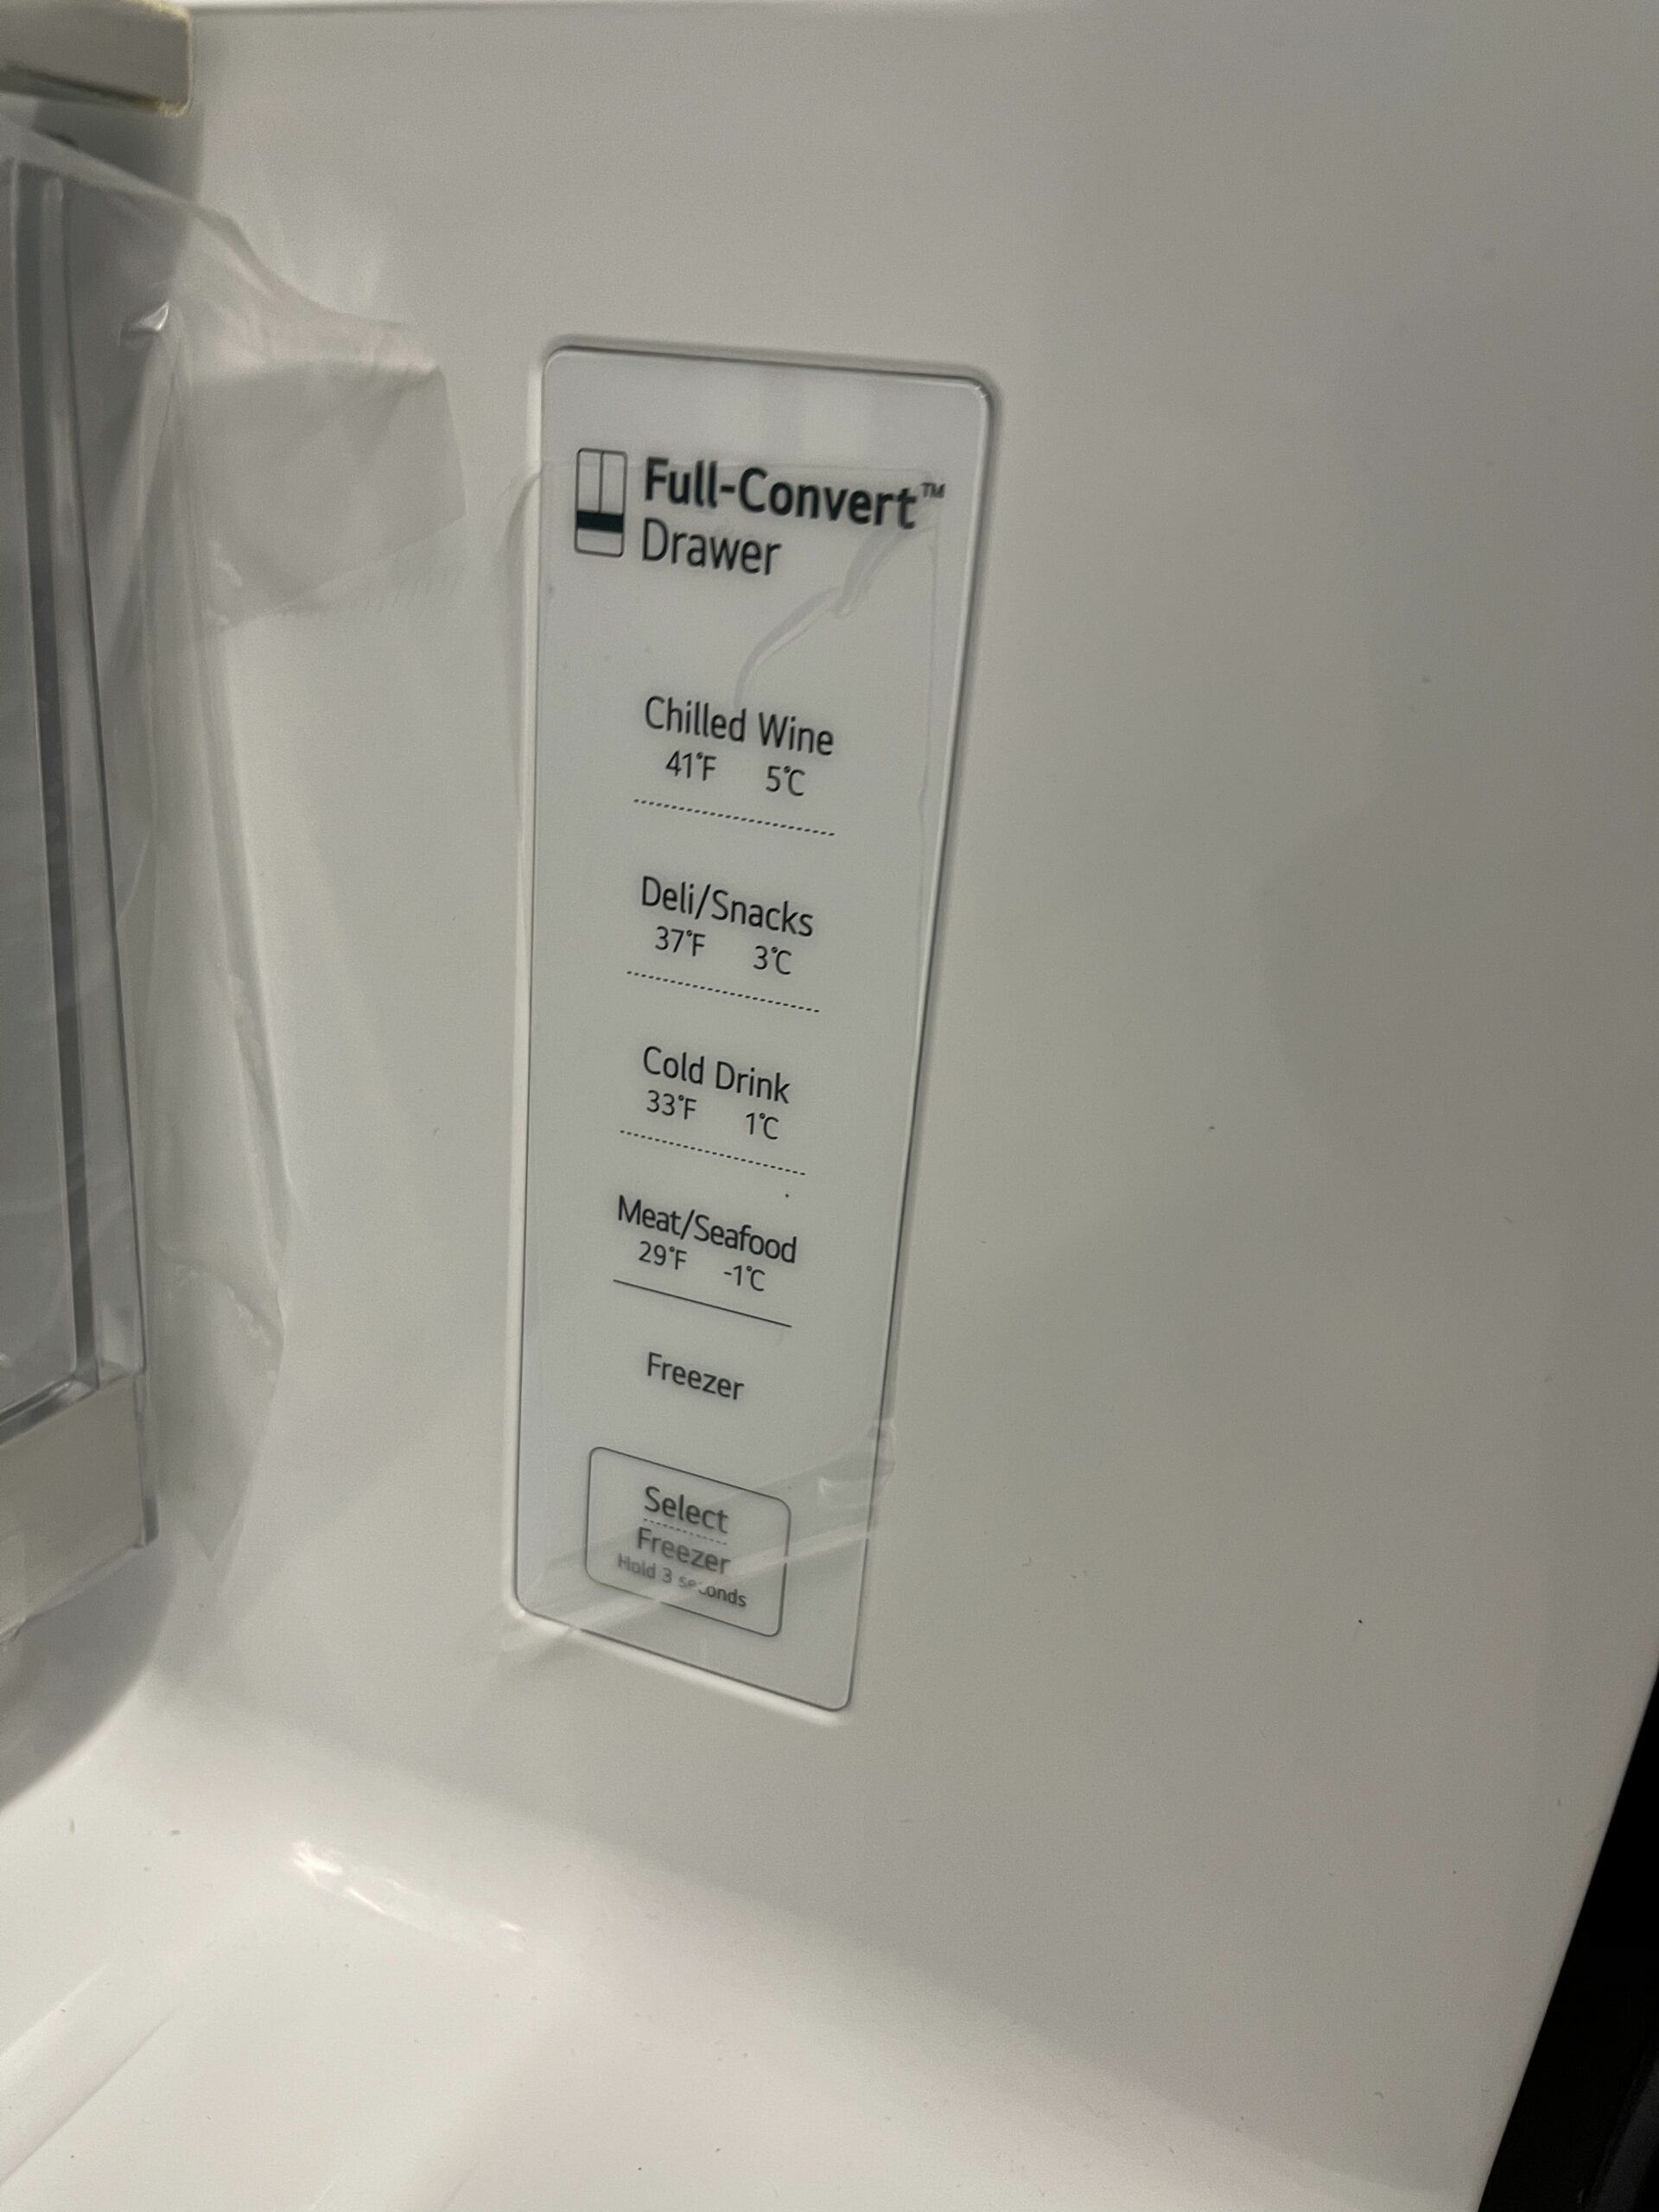 Full-Convert™
Drawer
Chilled Wine
41°F 5°C
Deli/Snacks
37°F 3°C
Cold Drink
33°F 1°C
Meat/Seafood
29°F -1°C
Freezer
Select
Freezer
Hold 3 seconds